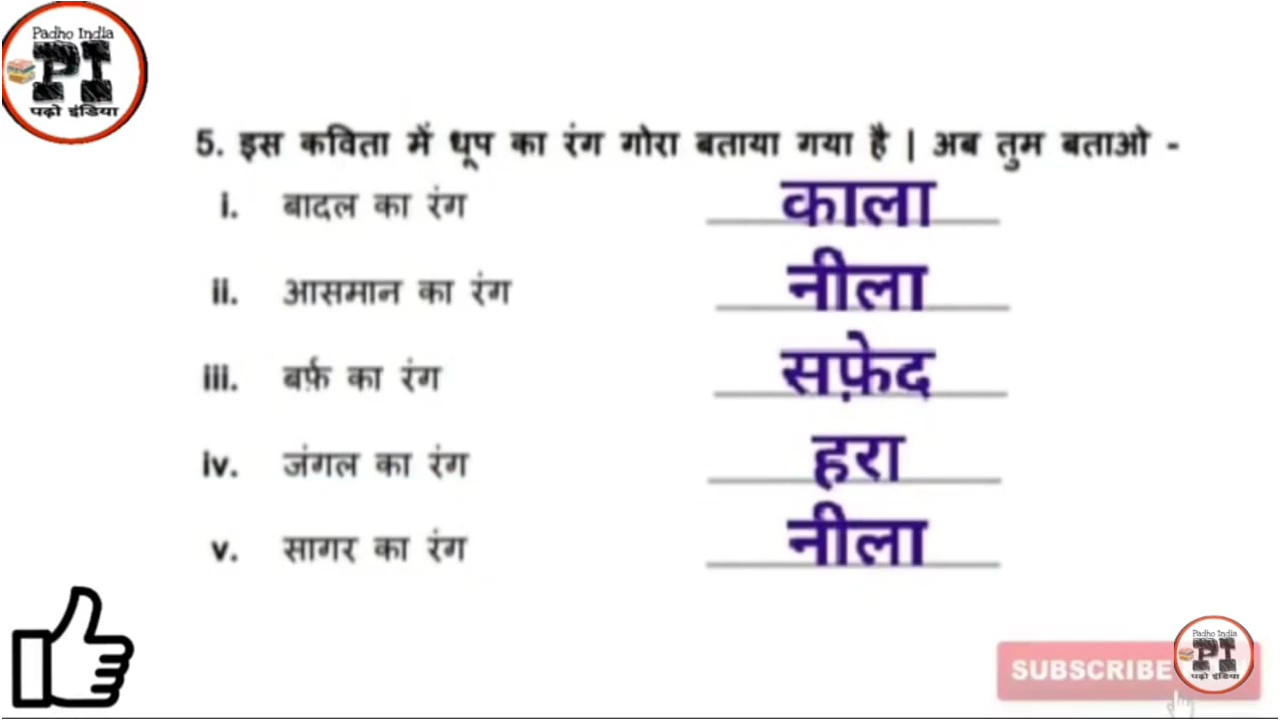 Padho India
PI
पढ़ो इंडिया
5. इस कविता में धूप का रंग गोरा बताया गया है | अब तुम बताओ -
i. बादल का रंग काला
ii. आसमान का रंग नीला
iii. बर्फ़ का रंग सफ़ेद
iv. जंगल का रंग हरा
v. सागर का रंग नीला
SUBSCRIBE
Padho India
PI
पढ़ो इंडिया